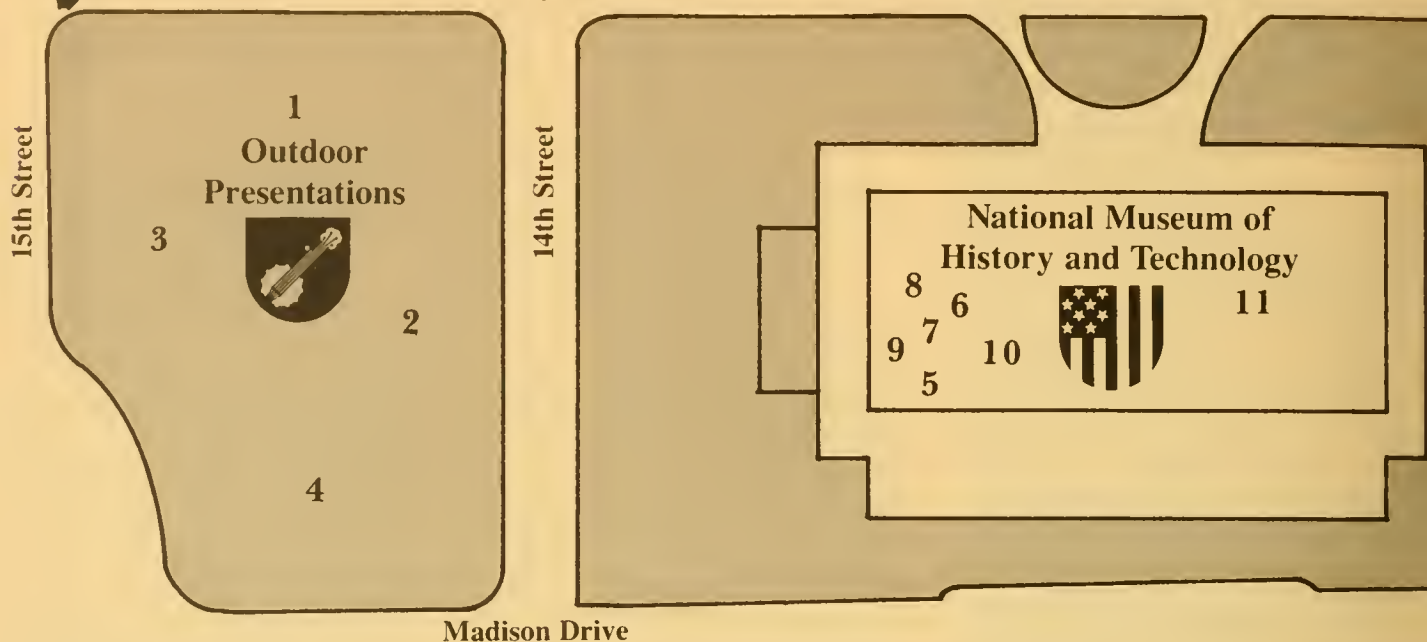 15th Street
1
Outdoor
Presentations
3
2
4
14th Street
National Museum of
History and Technology
8
6
11
7
9
10
5
Madison Drive